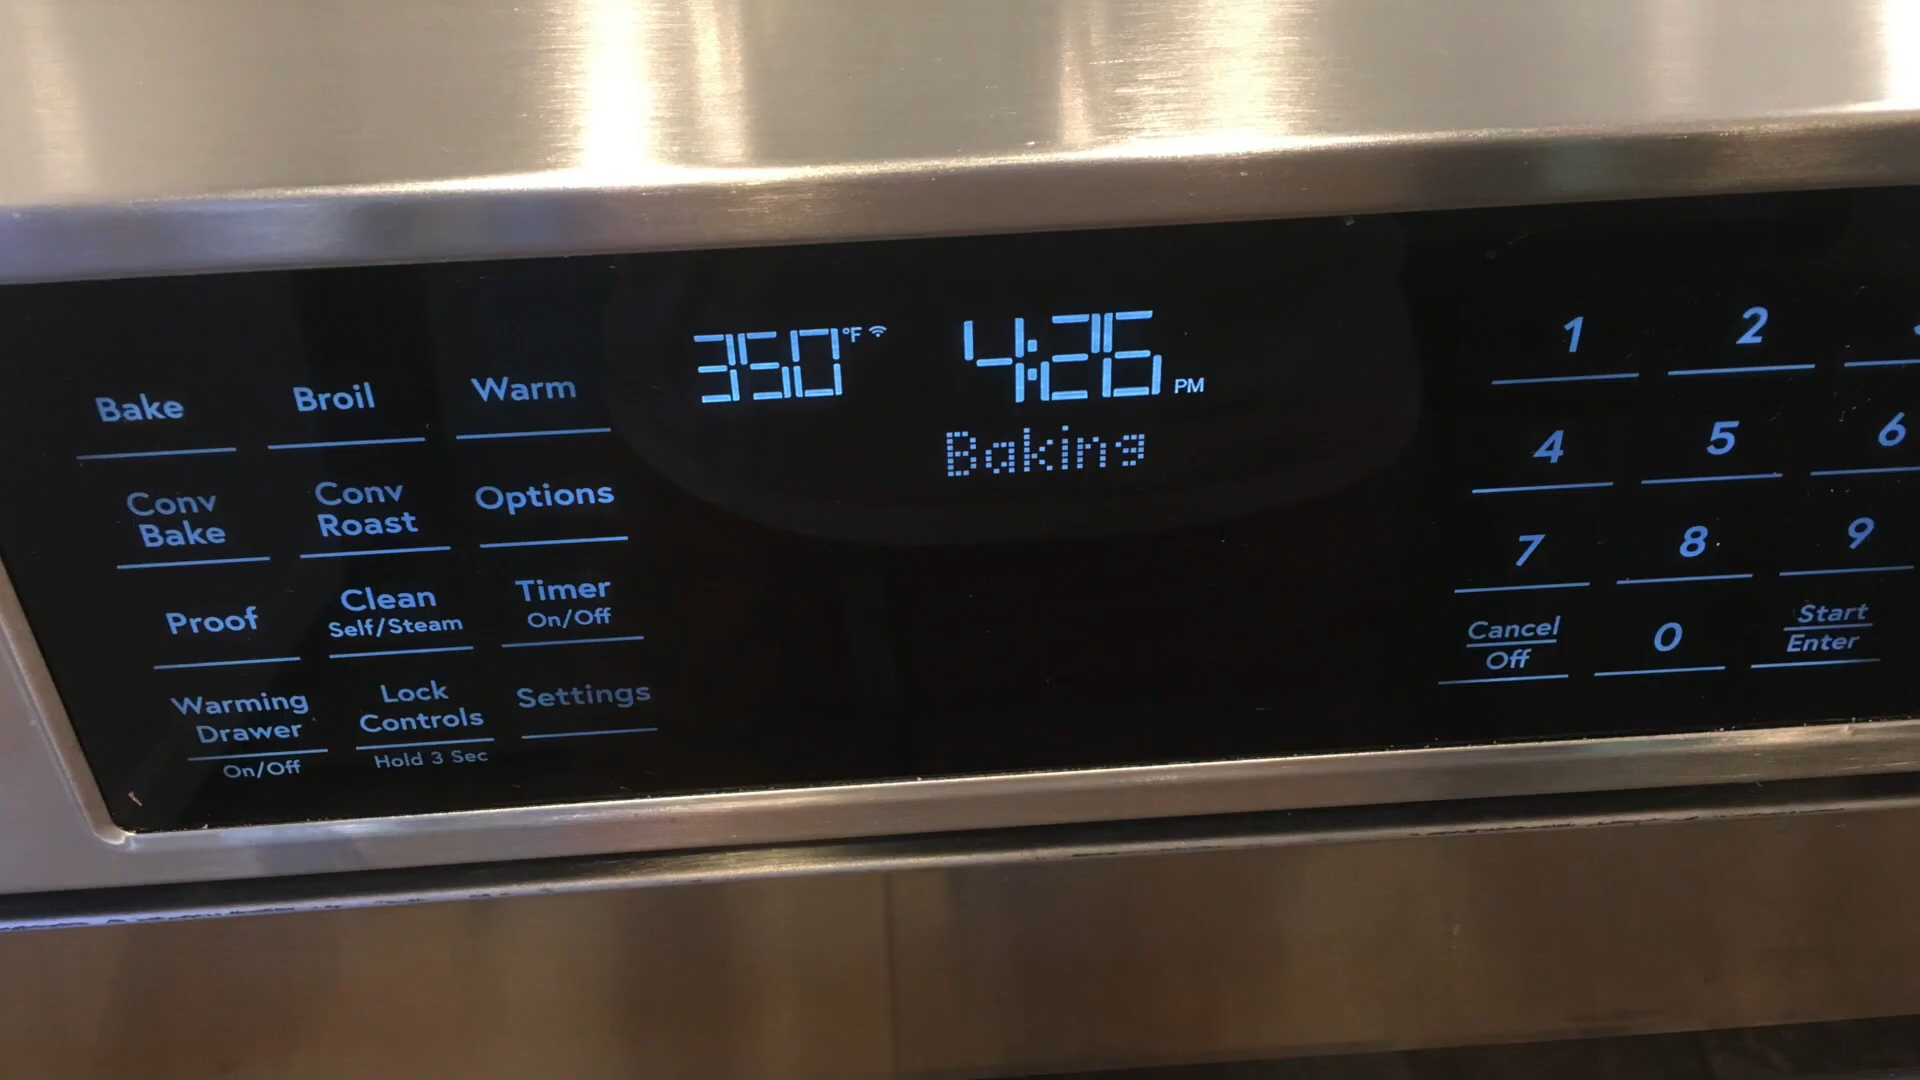 350°F 4:26 PM
Baking
Bake Broil Warm
Conv Bake
Conv Roast
Options
Proof
Clean
Self/Steam
Timer
On/Off
Warming Drawer
On/Off
Lock Controls
Hold 3 Sec
Settings
1 2
4 5 6
7 8 9
Cancel
Off
0
Start
Enter